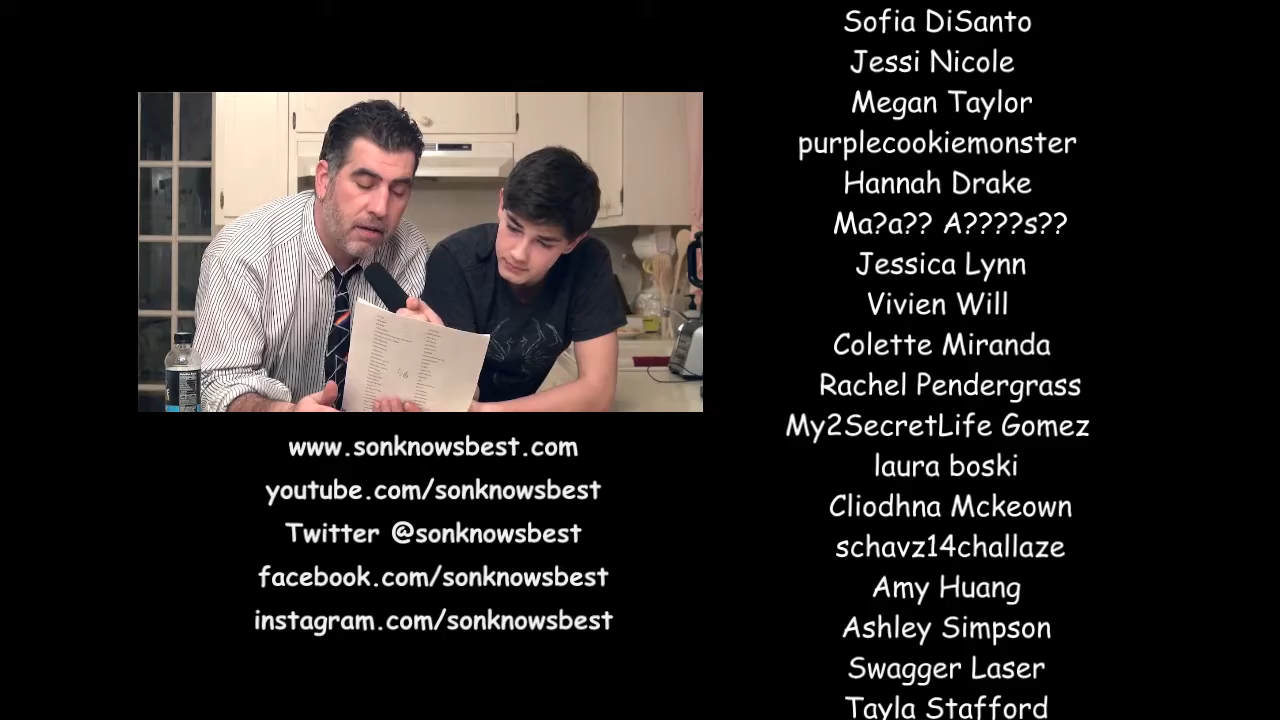 www.sonknowsbest.com
youtube.com/sonknowsbest
Twitter @sonknowsbest
facebook.com/sonknowsbest
instagram.com/sonknowsbest
Sofia DiSanto
Jessi Nicole
Megan Taylor
purplecookiemonster
Hannah Drake
Ma?a?? A????s??
Jessica Lynn
Vivien Will
Colette Miranda
Rachel Pendergrass
My2SecretLife Gomez
laura boski
Cliodhna Mckeown
schavz14challaze
Amy Huang
Ashley Simpson
Swagger Laser
Tayla Stafford